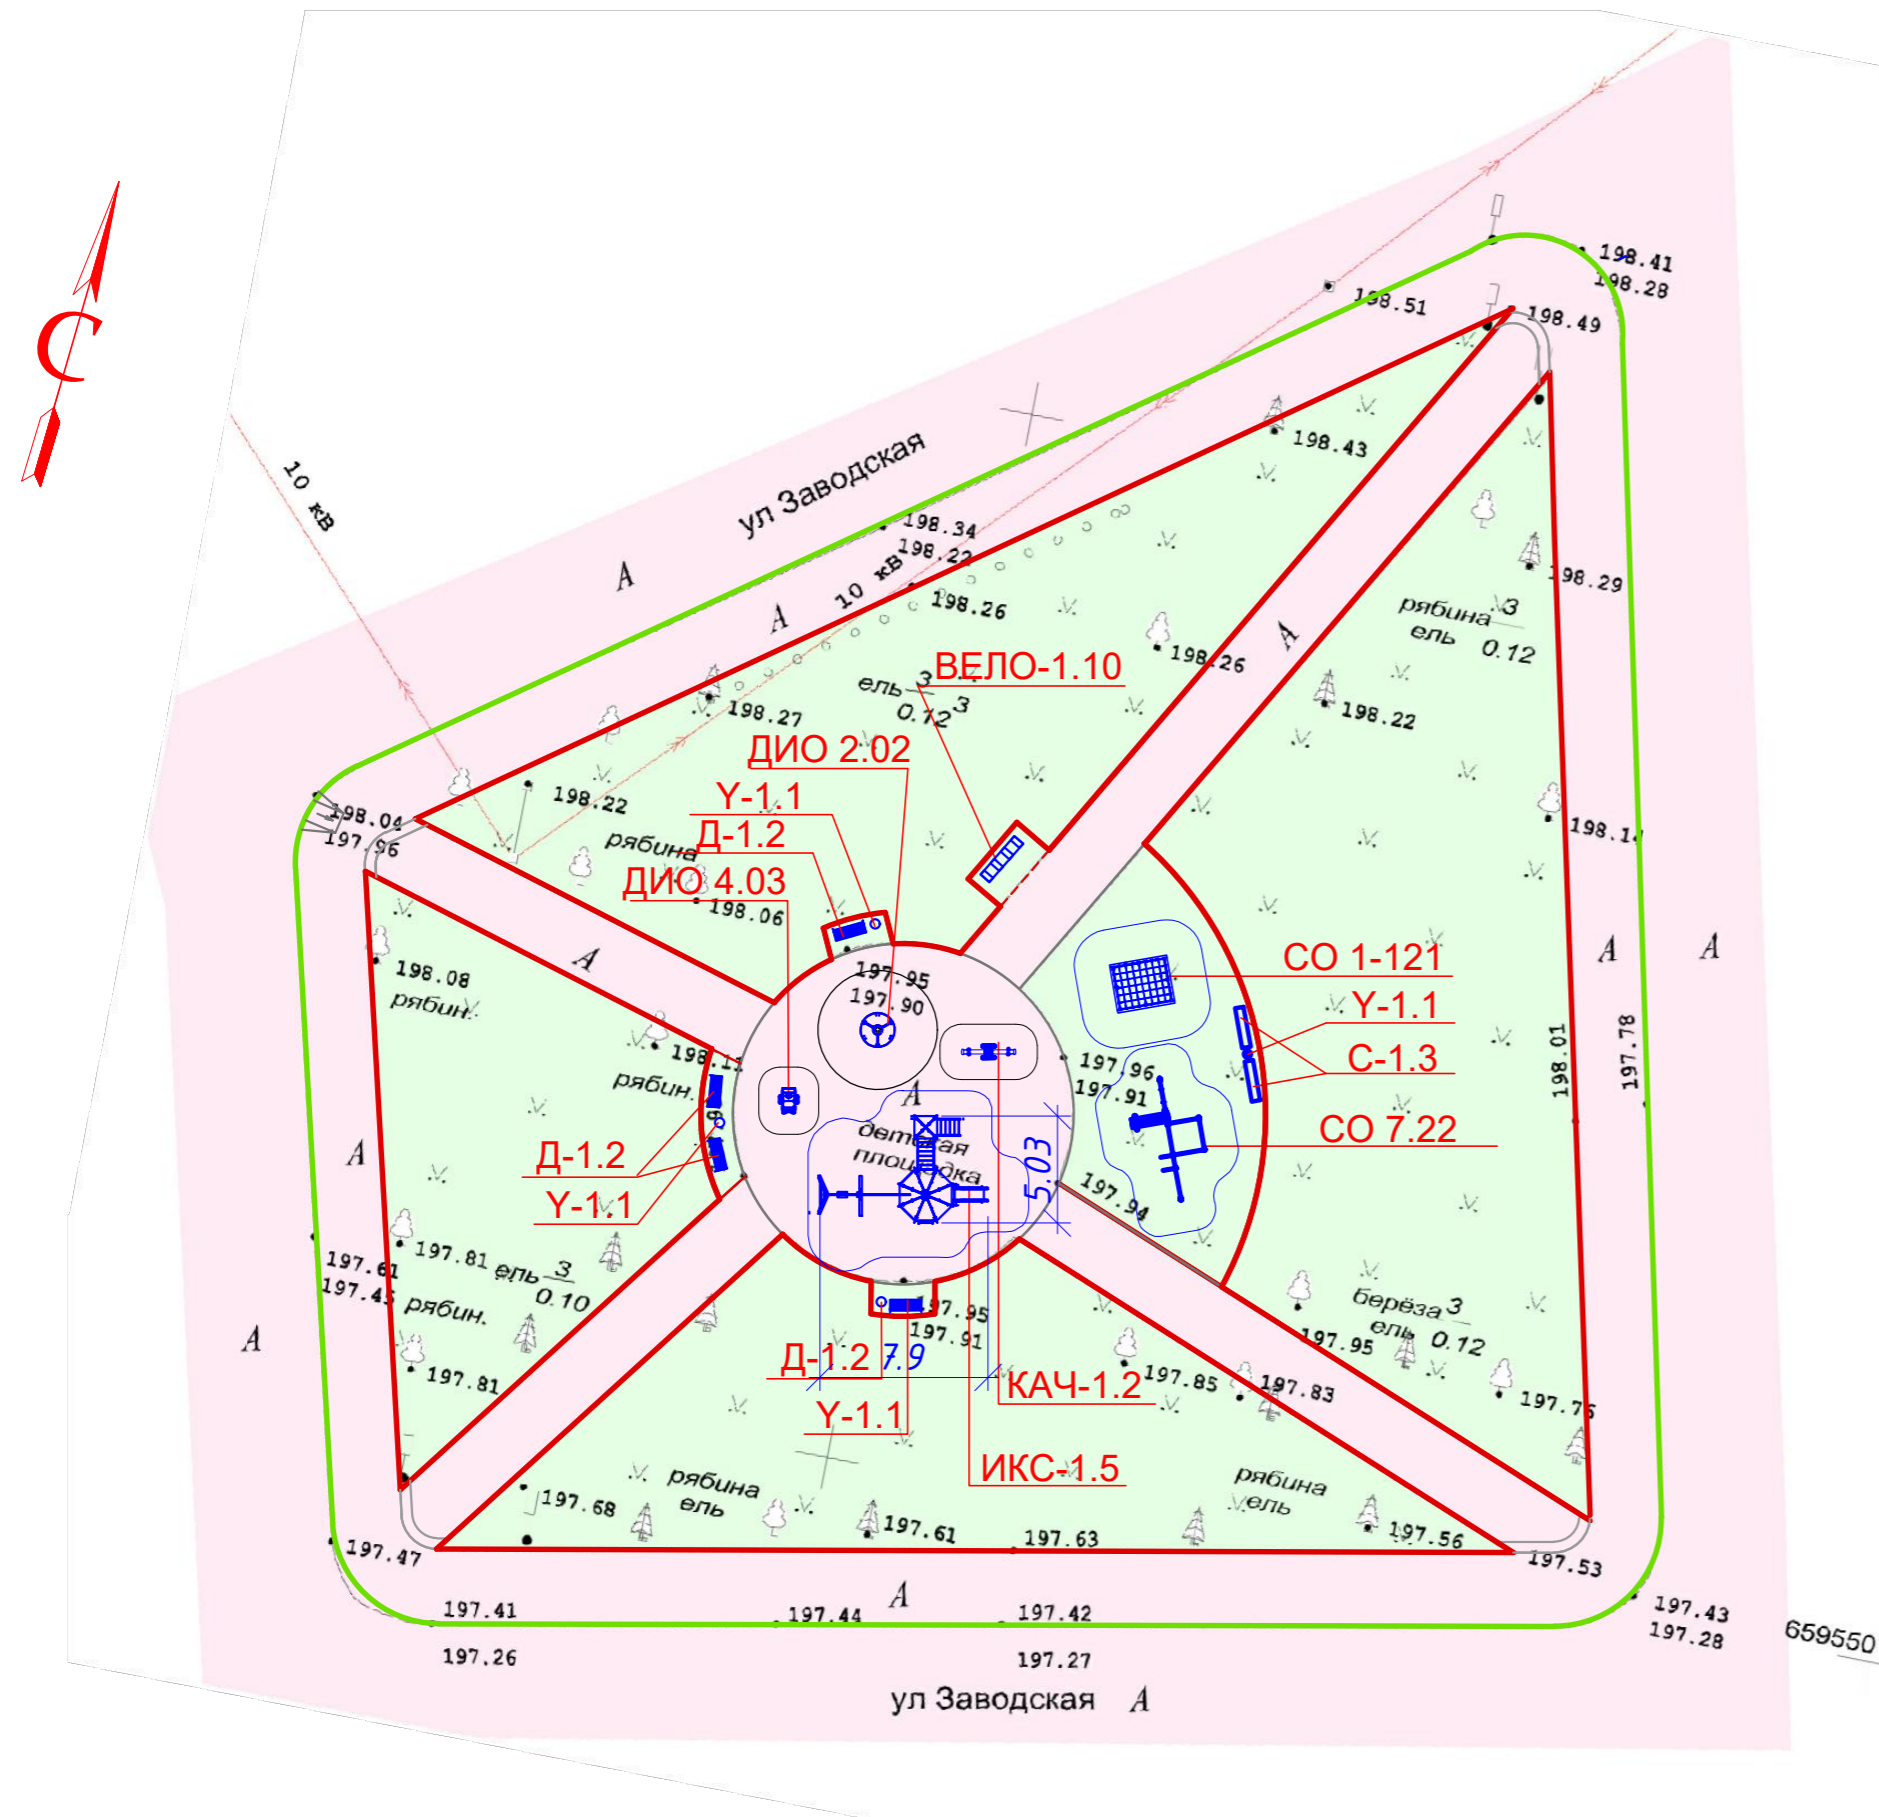 198.41
198.28
198.51
198.49
С
198.43
10 кВ
ул Заводская
198.34
198.22
10 кВ
А
А
198.26
198.29
рябина 3
ель 0.12
А
198.26
ВЕЛО-1.10
ель 3
0.12
3
198.27
198.22
ДИО 2.02
Y-1.1
198.22
198.04
197.96
198.14
рябина
Д-1.2
ДИО 4.03
198.06
А
198.08
рябин.
197.95
197.90
СО 1-121
А
А
Y-1.1
С-1.3
198.01
197.78
198.11
рябин.
197.96
197.91
А
детская
площадка
5.03
СО 7.22
Д-1.2
Y-1.1
А
197.94
197.81
ель 3
0.10
197.61
197.45
рябин.
А
197.95
197.91
берёза 3
ель 0.12
197.95
Д-1.2
7.9
КАЧ-1.2
197.85
197.83
197.81
197.76
Y-1.1
ИКС-1.5
рябина
ель
рябина
ель
197.68
197.61
197.63
197.56
197.47
197.53
А
197.41
197.44
197.42
197.43
197.28
659550
197.26
197.27
ул Заводская А